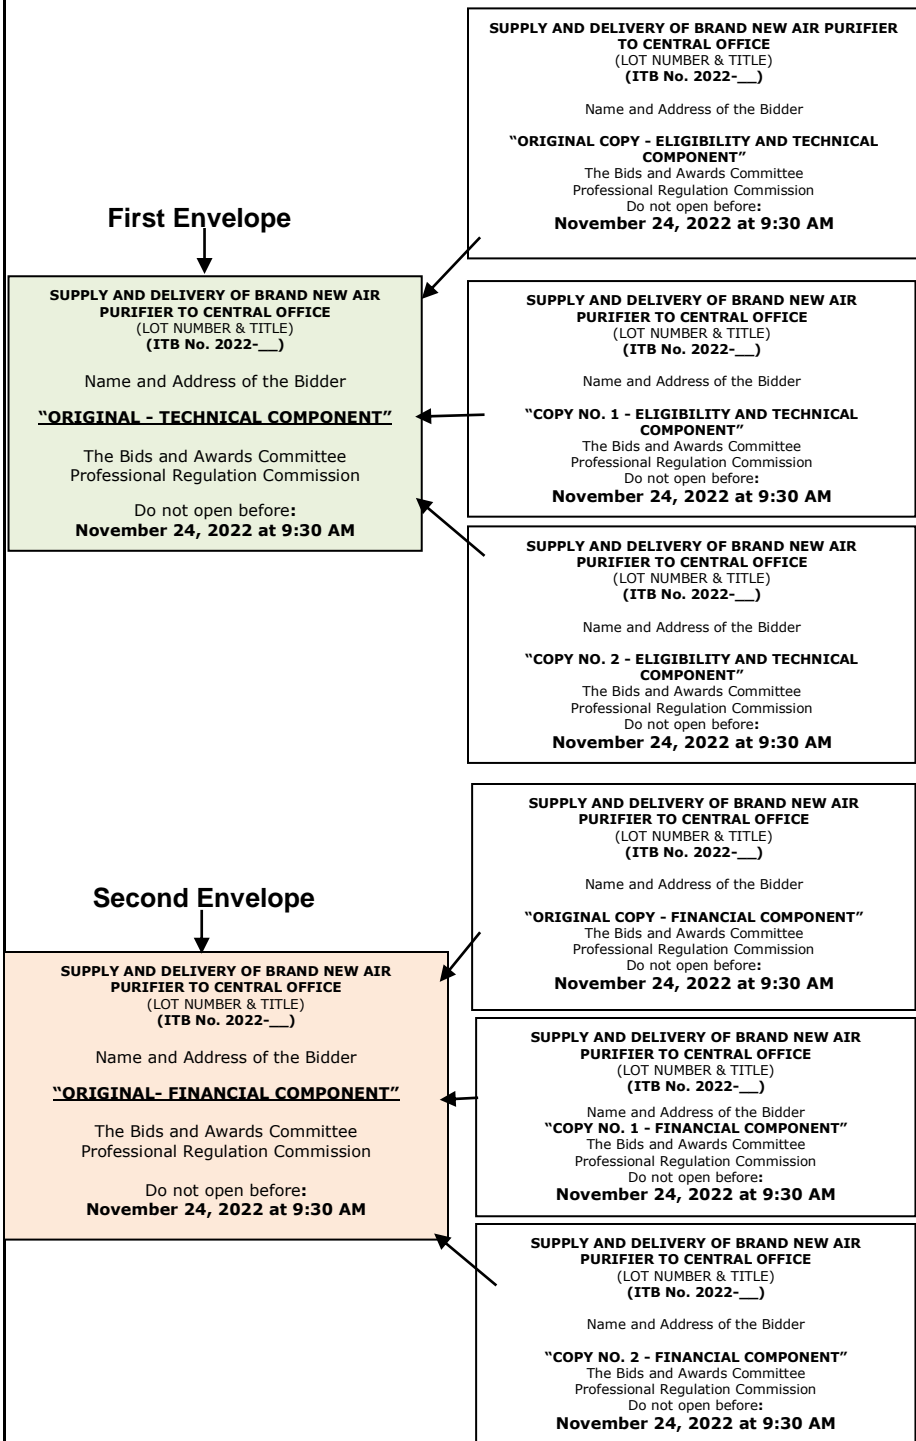 SUPPLY AND DELIVERY OF BRAND NEW AIR PURIFIER
TO CENTRAL OFFICE
(LOT NUMBER & TITLE)
(ITB No. 2022-__)
Name and Address of the Bidder
“ORIGINAL COPY - ELIGIBILITY AND TECHNICAL
COMPONENT”
The Bids and Awards Committee
Professional Regulation Commission
Do not open before:
November 24, 2022 at 9:30 AM
First Envelope
SUPPLY AND DELIVERY OF BRAND NEW AIR
PURIFIER TO CENTRAL OFFICE
(LOT NUMBER & TITLE)
(ITB No. 2022-__)
Name and Address of the Bidder
“ORIGINAL - TECHNICAL COMPONENT”
The Bids and Awards Committee
Professional Regulation Commission
Do not open before:
November 24, 2022 at 9:30 AM
SUPPLY AND DELIVERY OF BRAND NEW AIR
PURIFIER TO CENTRAL OFFICE
(LOT NUMBER & TITLE)
(ITB No. 2022-__)
Name and Address of the Bidder
“COPY NO. 1 - ELIGIBILITY AND TECHNICAL
COMPONENT”
The Bids and Awards Committee
Professional Regulation Commission
Do not open before:
November 24, 2022 at 9:30 AM
SUPPLY AND DELIVERY OF BRAND NEW AIR
PURIFIER TO CENTRAL OFFICE
(LOT NUMBER & TITLE)
(ITB No. 2022-__)
Name and Address of the Bidder
“COPY NO. 2 - ELIGIBILITY AND TECHNICAL
COMPONENT”
The Bids and Awards Committee
Professional Regulation Commission
Do not open before:
November 24, 2022 at 9:30 AM
SUPPLY AND DELIVERY OF BRAND NEW AIR
PURIFIER TO CENTRAL OFFICE
(LOT NUMBER & TITLE)
(ITB No. 2022-__)
Name and Address of the Bidder
“ORIGINAL COPY - FINANCIAL COMPONENT”
The Bids and Awards Committee
Professional Regulation Commission
Do not open before:
November 24, 2022 at 9:30 AM
Second Envelope
SUPPLY AND DELIVERY OF BRAND NEW AIR
PURIFIER TO CENTRAL OFFICE
(LOT NUMBER & TITLE)
(ITB No. 2022-__)
Name and Address of the Bidder
“ORIGINAL- FINANCIAL COMPONENT”
The Bids and Awards Committee
Professional Regulation Commission
Do not open before:
November 24, 2022 at 9:30 AM
SUPPLY AND DELIVERY OF BRAND NEW AIR
PURIFIER TO CENTRAL OFFICE
(LOT NUMBER & TITLE)
(ITB No. 2022-__)
Name and Address of the Bidder
“COPY NO. 1 - FINANCIAL COMPONENT”
The Bids and Awards Committee
Professional Regulation Commission
Do not open before:
November 24, 2022 at 9:30 AM
SUPPLY AND DELIVERY OF BRAND NEW AIR
PURIFIER TO CENTRAL OFFICE
(LOT NUMBER & TITLE)
(ITB No. 2022-__)
Name and Address of the Bidder
“COPY NO. 2 - FINANCIAL COMPONENT”
The Bids and Awards Committee
Professional Regulation Commission
Do not open before:
November 24, 2022 at 9:30 AM